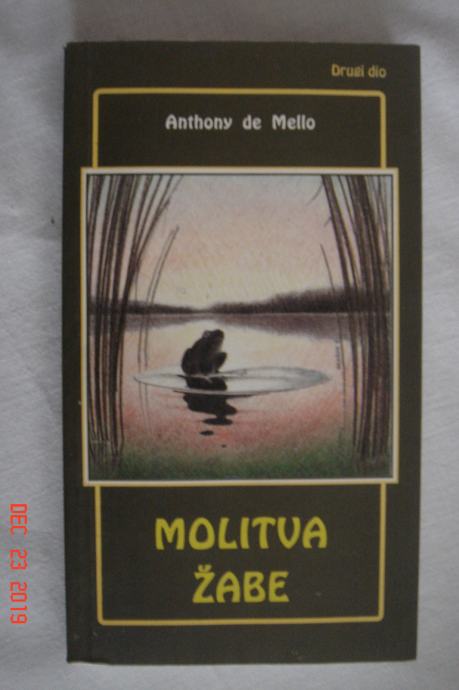 Drugi dio
Anthony de Mello
MOLITVA
ŽABE
DEC 23 2019